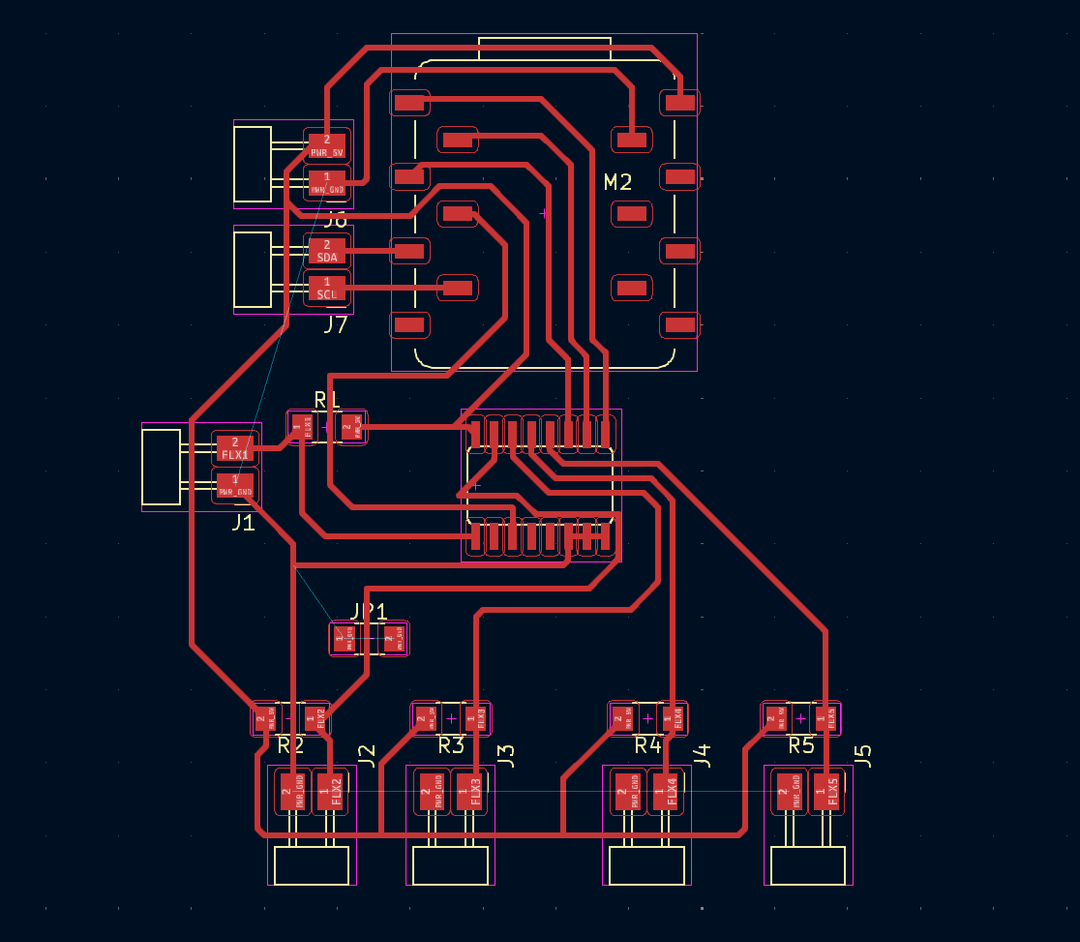 2
PWR_5V
M2
1
PWR_GND
J6
2
SDA
1
SCL
J7
R1
FLX1
2
PWR_5V
2
FLX1
1
PWR_GND
J1
JP1
1
PWR_GND
2
PWR_GND
2
PWR_5V
1
FLX2
2
PWR_5V
1
FLX3
2
PWR_5V
1
FLX4
2
PWR_5V
1
FLX5
R2
J2
R3
J3
R4
J4
R5
J5
2
PWR_GND
1
FLX2
2
PWR_GND
1
FLX3
2
PWR_GND
1
FLX4
2
PWR_GND
1
FLX5